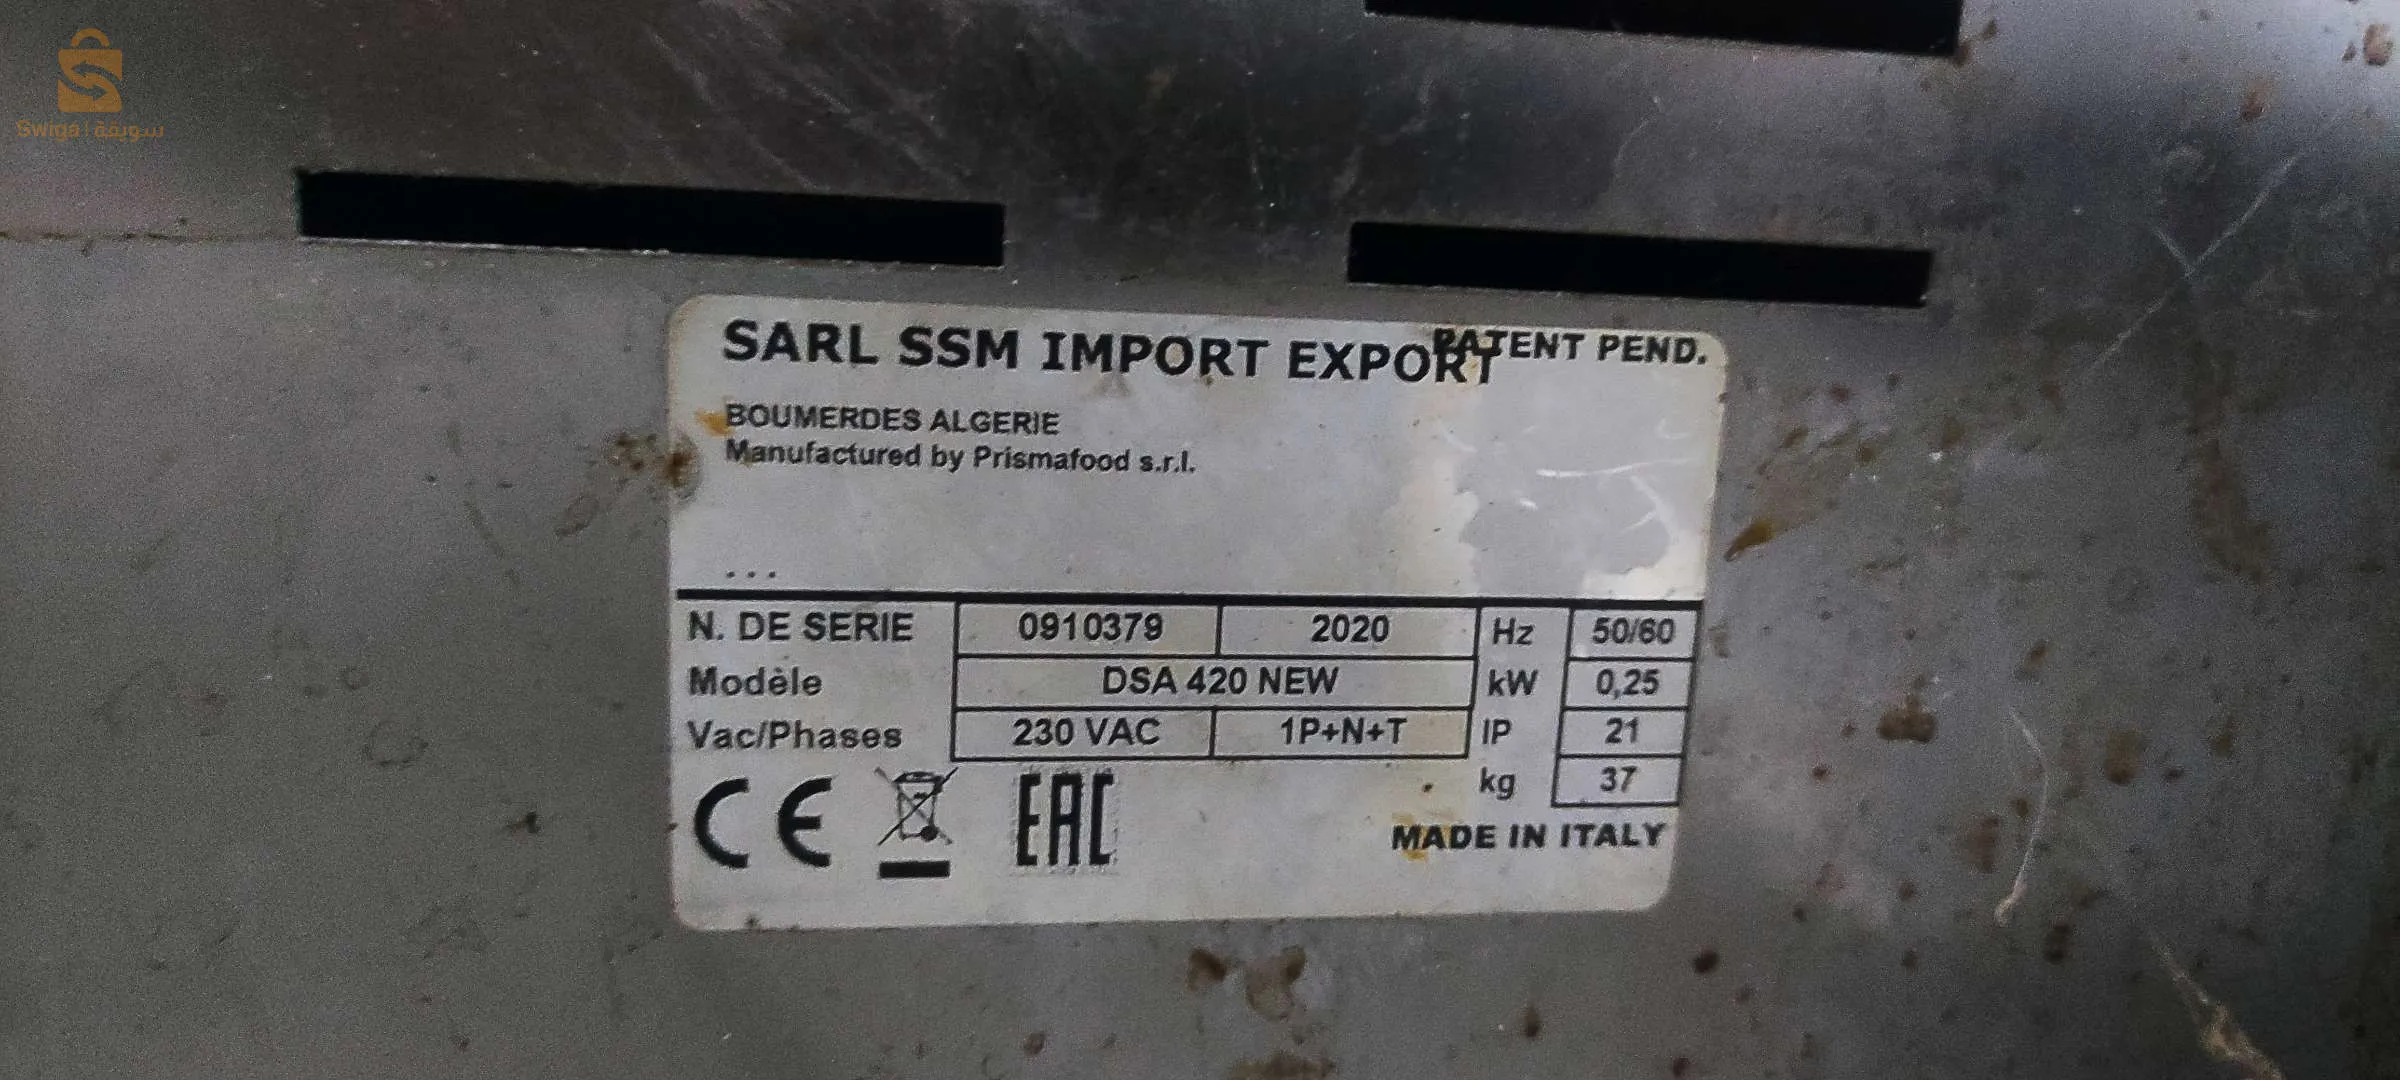 Swiga | سويقة
SARL SSM IMPORT EXPORT PATENT PEND.
BOUMERDES ALGERIE
Manufactured by Prismafood s.r.l.
...
N. DE SERIE 0910379 2020 Hz 50/60
Modèle DSA 420 NEW kW 0,25
Vac/Phases 230 VAC 1P+N+T IP 21
kg 37
CE EAC
MADE IN ITALY